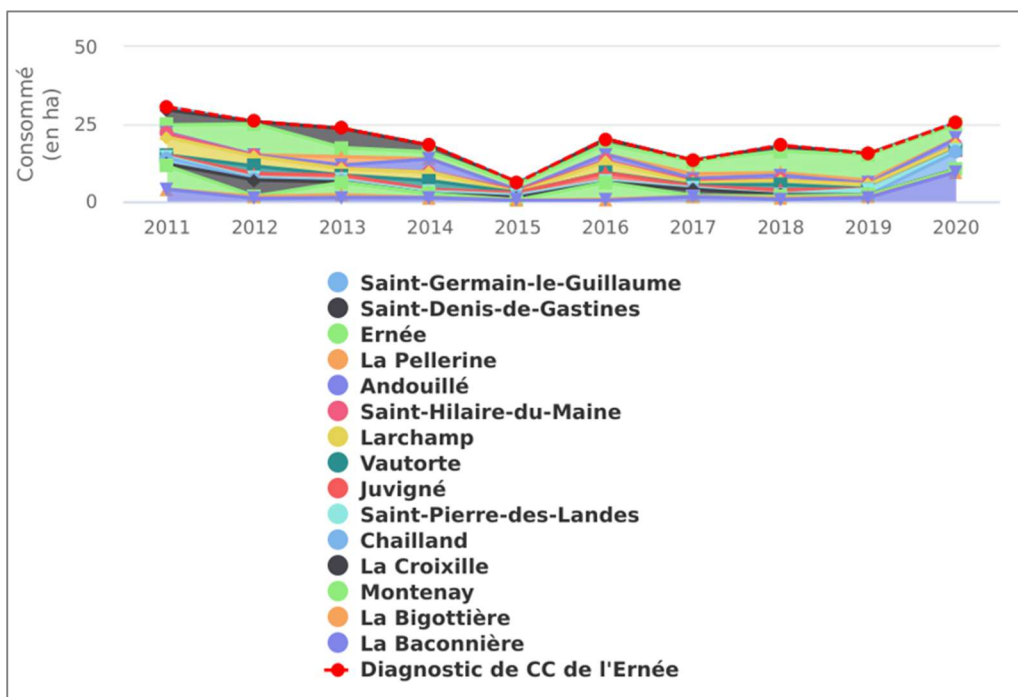 Consommé
(en ha)
50
25
0
2011 2012 2013 2014 2015 2016 2017 2018 2019 2020
Saint-Germain-le-Guillaume
Saint-Denis-de-Gastines
Ernée
La Pellerine
Andouillé
Saint-Hilaire-du-Maine
Larchamp
Vautorte
Juvigné
Saint-Pierre-des-Landes
Chailland
La Croixille
Montenay
La Bigottière
La Baconnière
Diagnostic de CC de l'Ernée